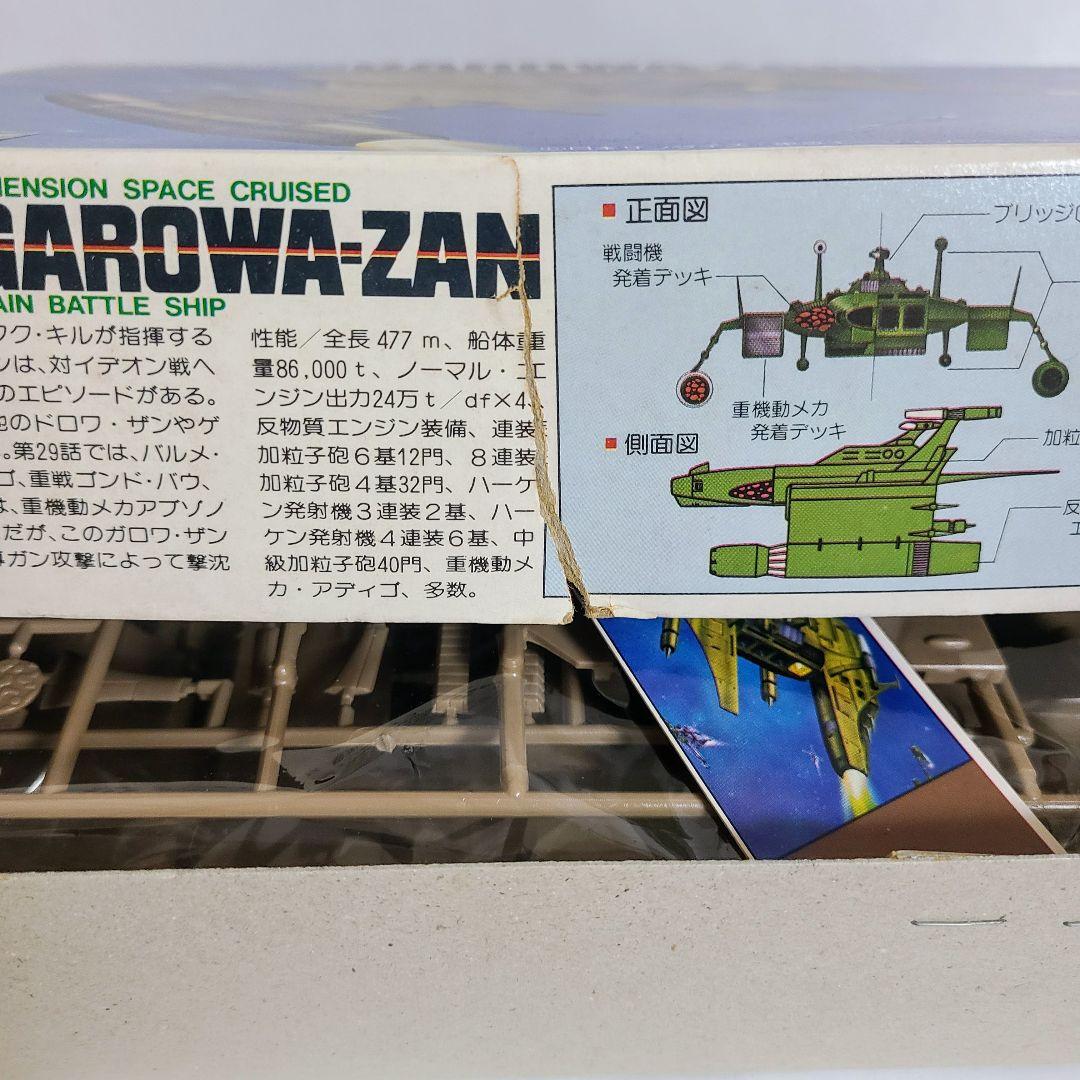 ENSION SPACE CRUISED
GAROWA-ZAN
AIN BATTLE SHIP
ワク・キルが指揮する
ンは、対イデオン戦へ
のエピソードがある。
他のドロワ・ザンやゲ
。第29話では、バルメ・
ゴ、重戦ゴンド・バウ、
は、重機動メカアブゾノ
だが、このガロワ・ザン
ガン攻撃によって撃沈
性能／全長 477 m、船体重
量86,000 t、ノーマル・エ
ンジン出力24万 t／df×4、
反物質エンジン装備、連装
加粒子砲6基12門、8連装
加粒子砲4基32門、ハーケ
ン発射機3連装2基、ハー
ケン発射機4連装6基、中
級加粒子砲40門、重機動メ
カ・アディゴ、多数。
■正面図
ブリッジ
戦闘機
発着デッキ
重機動メカ
発着デッキ
■側面図
加粒
反
エ